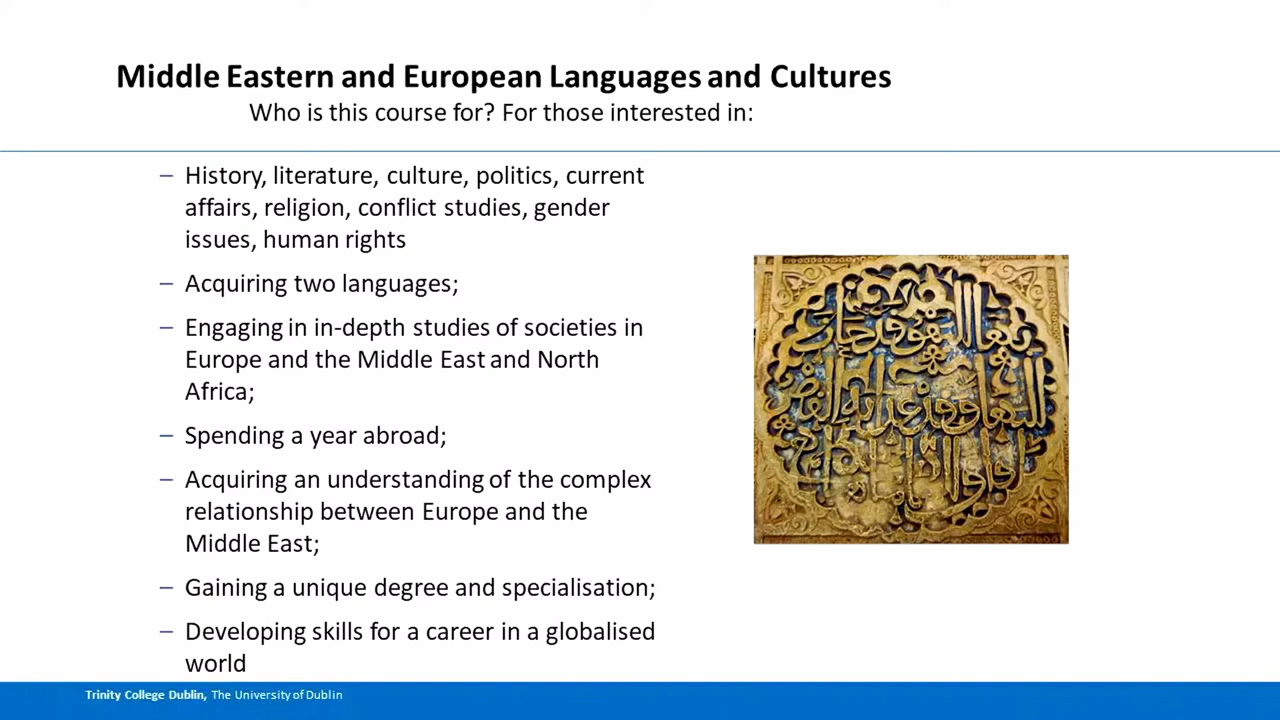 Middle Eastern and European Languages and Cultures
Who is this course for? For those interested in:
– History, literature, culture, politics, current
affairs, religion, conflict studies, gender
issues, human rights
– Acquiring two languages;
– Engaging in in-depth studies of societies in
Europe and the Middle East and North
Africa;
– Spending a year abroad;
– Acquiring an understanding of the complex
relationship between Europe and the
Middle East;
– Gaining a unique degree and specialisation;
– Developing skills for a career in a globalised
world
Trinity College Dublin, The University of Dublin